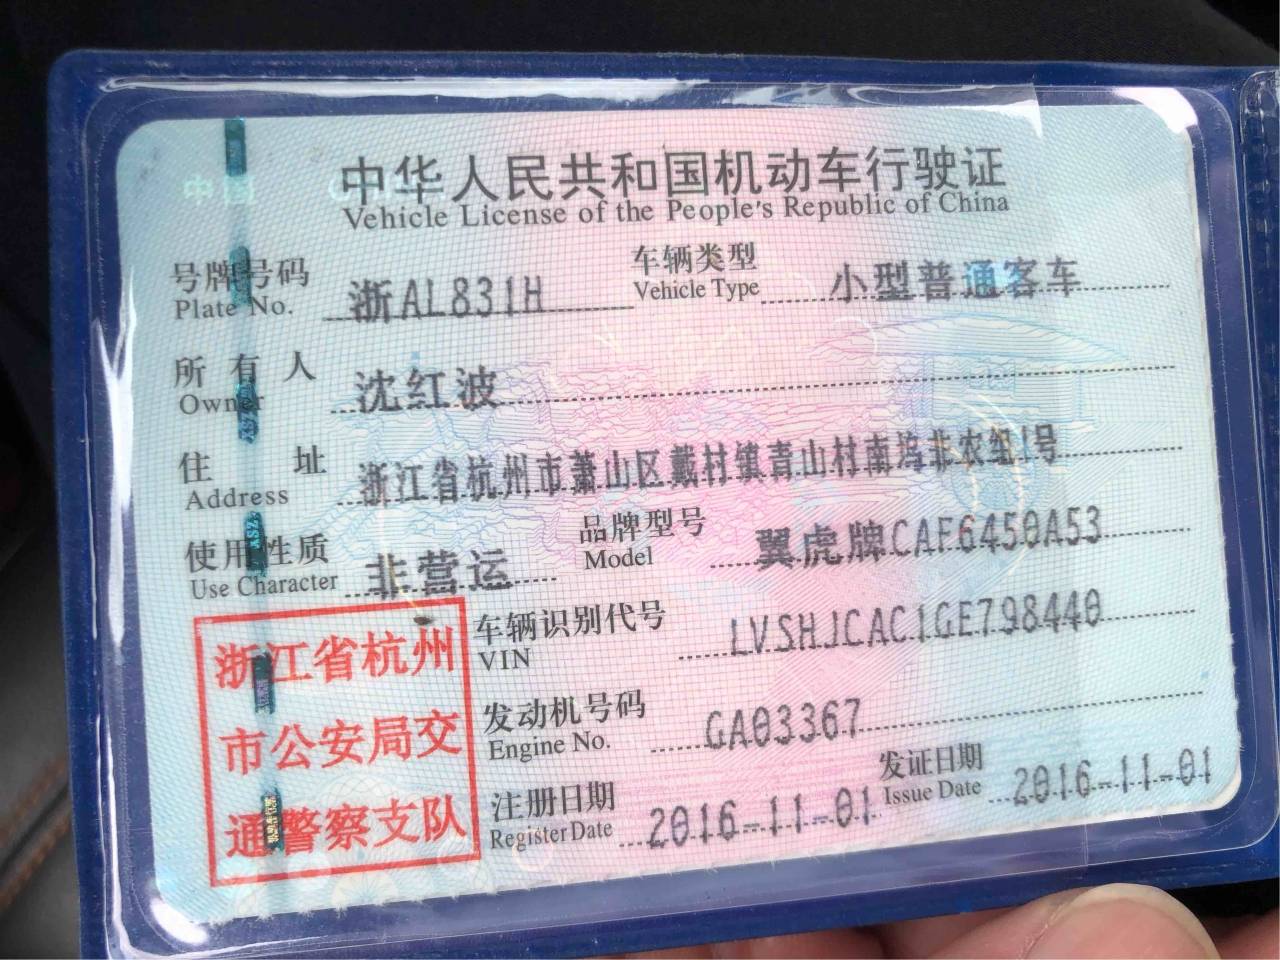 中华人民共和国机动车行驶证
Vehicle License of the People's Republic of China
号牌号码 浙AL831H 车辆类型 小型普通客车
Plate No. Vehicle Type
所有人 沈红波
Owner
住址 浙江省杭州市萧山区戴村镇青山村南坞非农组1号
Address
使用性质 非营运 品牌型号 翼虎牌CAF6450A53
Use Character Model
车辆识别代号 LVSHJCAC1GE798440
VIN
发动机号码 GA03367
Engine No.
注册日期 2016-11-01 发证日期 2016-11-01
Register Date Issue Date
浙江省杭州
市公安局交
通警察支队